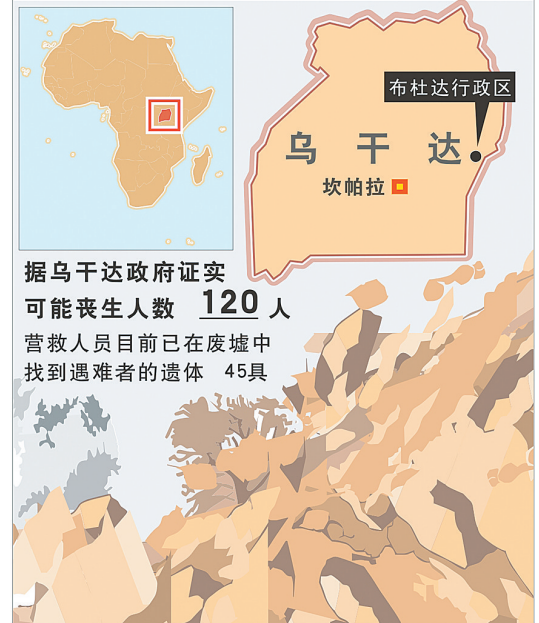 布杜达行政区
乌干达
坎帕拉
据乌干达政府证实
可能丧生人数 120 人
营救人员目前已在废墟中
找到遇难者的遗体 45具